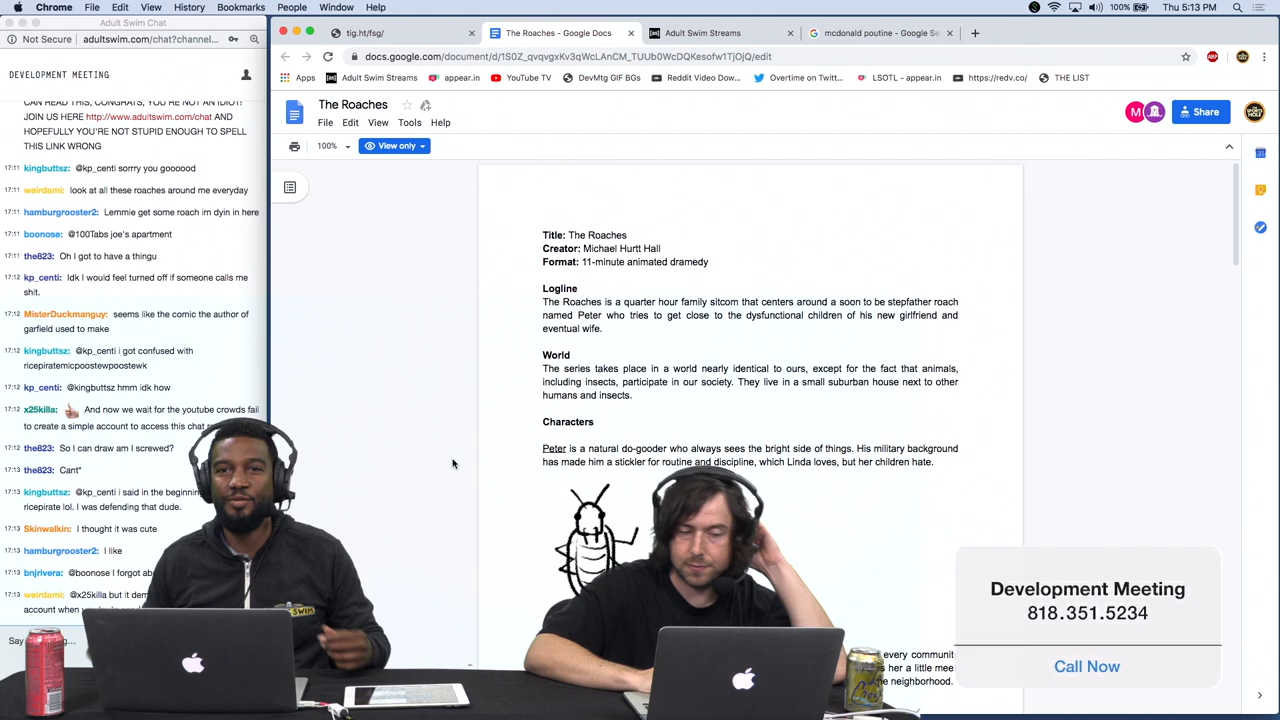 Chrome File Edit View History Bookmarks People Window Help
100% Thu 5:13 PM
Adult Swim Chat
Not Secure adultswim.com/chat?channel...
DEVELOPMENT MEETING
CAN READ THIS, CONGRATS, YOU'RE NOT AN IDIOT!
JOIN US HERE http://www.adultswim.com/chat AND
HOPEFULLY YOU'RE NOT STUPID ENOUGH TO SPELL
THIS LINK WRONG
17:11 kingbuttsz: @kp_centi sorrry you goooood
17:11 weirdami: look at all these roaches around me everyday
17:11 hamburgrooster2: Lemmie get some roach im dyin in here
17:11 boonose: @100Tabs joe's apartment
17:11 the823: Oh I got to have a thingu
17:12 kp_centi: Idk I would feel turned off if someone calls me
shit.
17:12 MisterDuckmanguy: seems like the comic the author of
garfield used to make
17:12 kingbuttsz: @kp_centi i got confused with
ricepiratemicpoostewpoostewk
17:12 kp_centi: @kingbuttsz hmm idk how
17:12 x25killa: And now we wait for the youtube crowds fail
to create a simple account to access this chat
17:12 the823: So I can draw am I screwed?
17:13 the823: Cant*
17:13 kingbuttsz: @kp_centi i said in the beginning
ricepirate lol. I was defending that dude.
17:13 Skinwalkin: I thought it was cute
17:13 hamburgrooster2: I like
17:13 bnjrivera: @boonose I forgot
17:13 weirdami: @x25killa but it
account when
Say
tig.ht/fsg/
The Roaches - Google Docs
Adult Swim Streams
mcdonald poutine - Google Se
docs.google.com/document/d/1S0Z_qvqvgxKv3qWcLAnCM_TUUb0WcDQKesofw1TjOjQ/edit
Apps Adult Swim Streams appear.in YouTube TV DevMtg GIF BGs Reddit Video Dow... Overtime on Twitt... LSOTL - appear.in https://redv.co/ THE LIST
The Roaches
File Edit View Tools Help
M
Share
100% View only
Title: The Roaches
Creator: Michael Hurtt Hall
Format: 11-minute animated dramedy
Logline
The Roaches is a quarter hour family sitcom that centers around a soon to be stepfather roach
named Peter who tries to get close to the dysfunctional children of his new girlfriend and
eventual wife.
World
The series takes place in a world nearly identical to ours, except for the fact that animals,
including insects, participate in our society. They live in a small suburban house next to other
humans and insects.
Characters
Peter is a natural do-gooder who always sees the bright side of things. His military background
has made him a stickler for routine and discipline, which Linda loves, but her children hate.
every
her a little
neighborhood.
Development Meeting
818.351.5234
Call Now